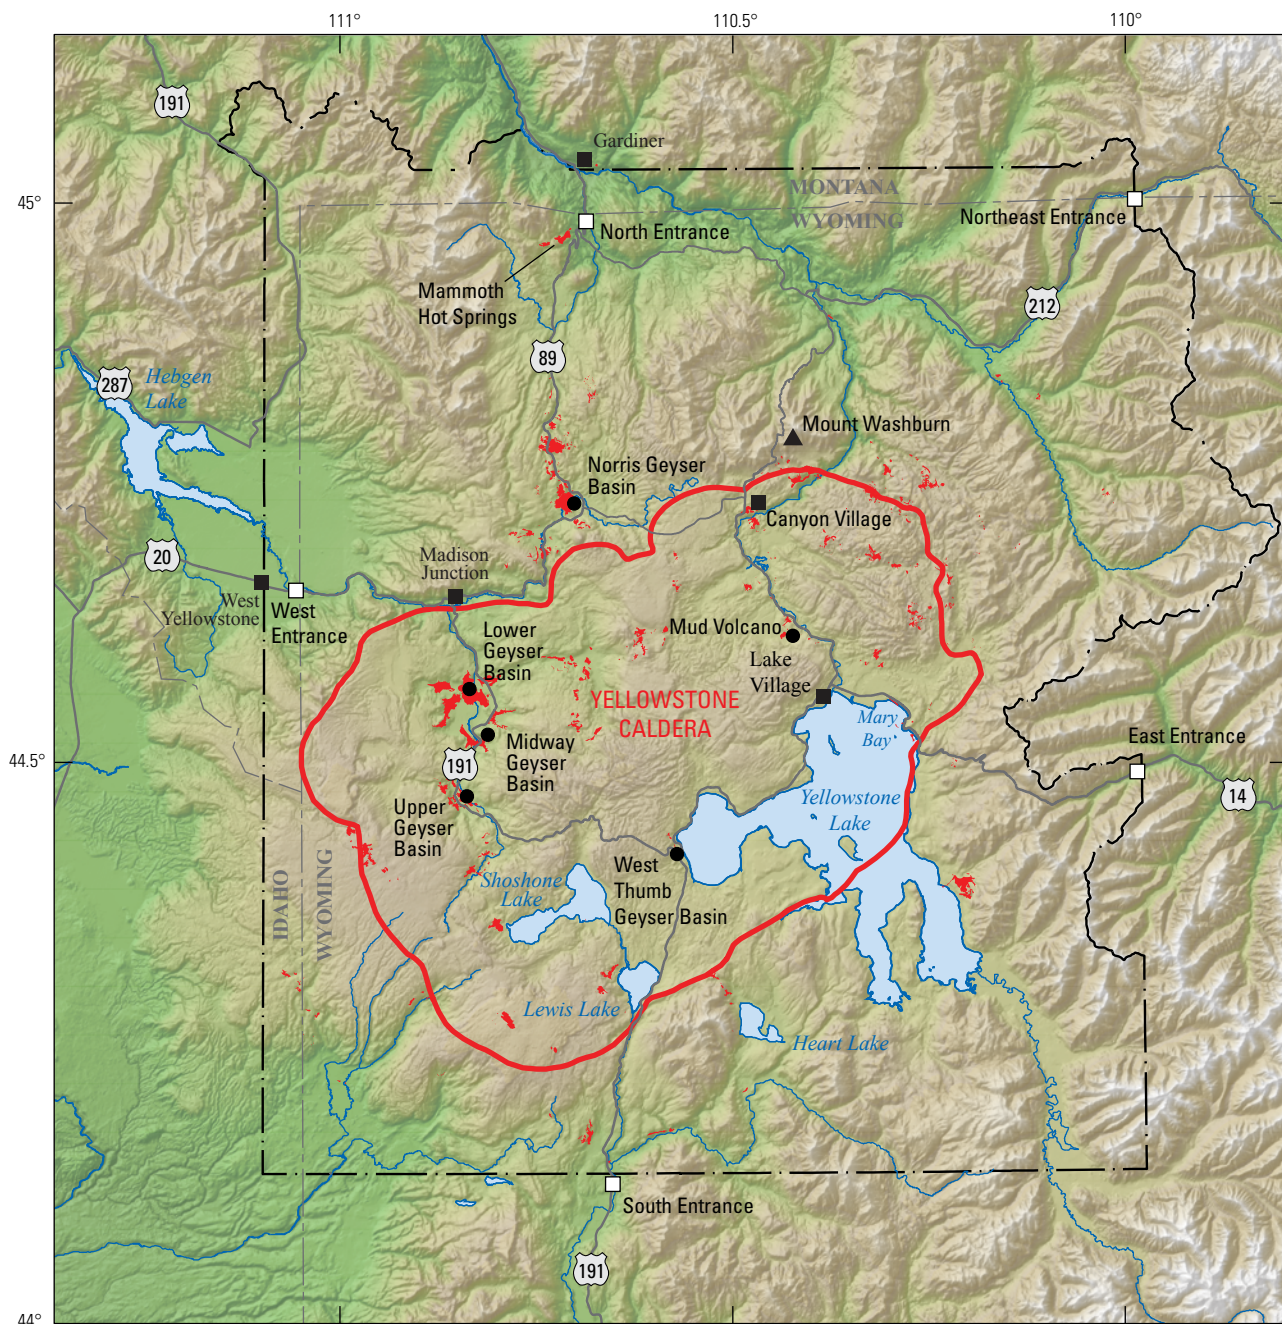 111°
110.5°
110°
191
Gardiner
45°
MONTANA
WYOMING
Northeast Entrance
North Entrance
Mammoth
Hot Springs
212
89
287
Hebgen
Lake
Mount Washburn
Norris Geyser
Basin
Canyon Village
20
Madison
Junction
West
Yellowstone
West
Entrance
Lower
Geyser
Basin
Mud Volcano
Lake
Village
YELLOWSTONE
CALDERA
Mary
Bay
44.5°
Midway
Geyser
Basin
191
East Entrance
14
Upper
Geyser
Basin
Yellowstone
Lake
West
Thumb
Geyser Basin
Shoshone
Lake
IDAHO
WYOMING
Lewis Lake
Heart Lake
South Entrance
191
44°